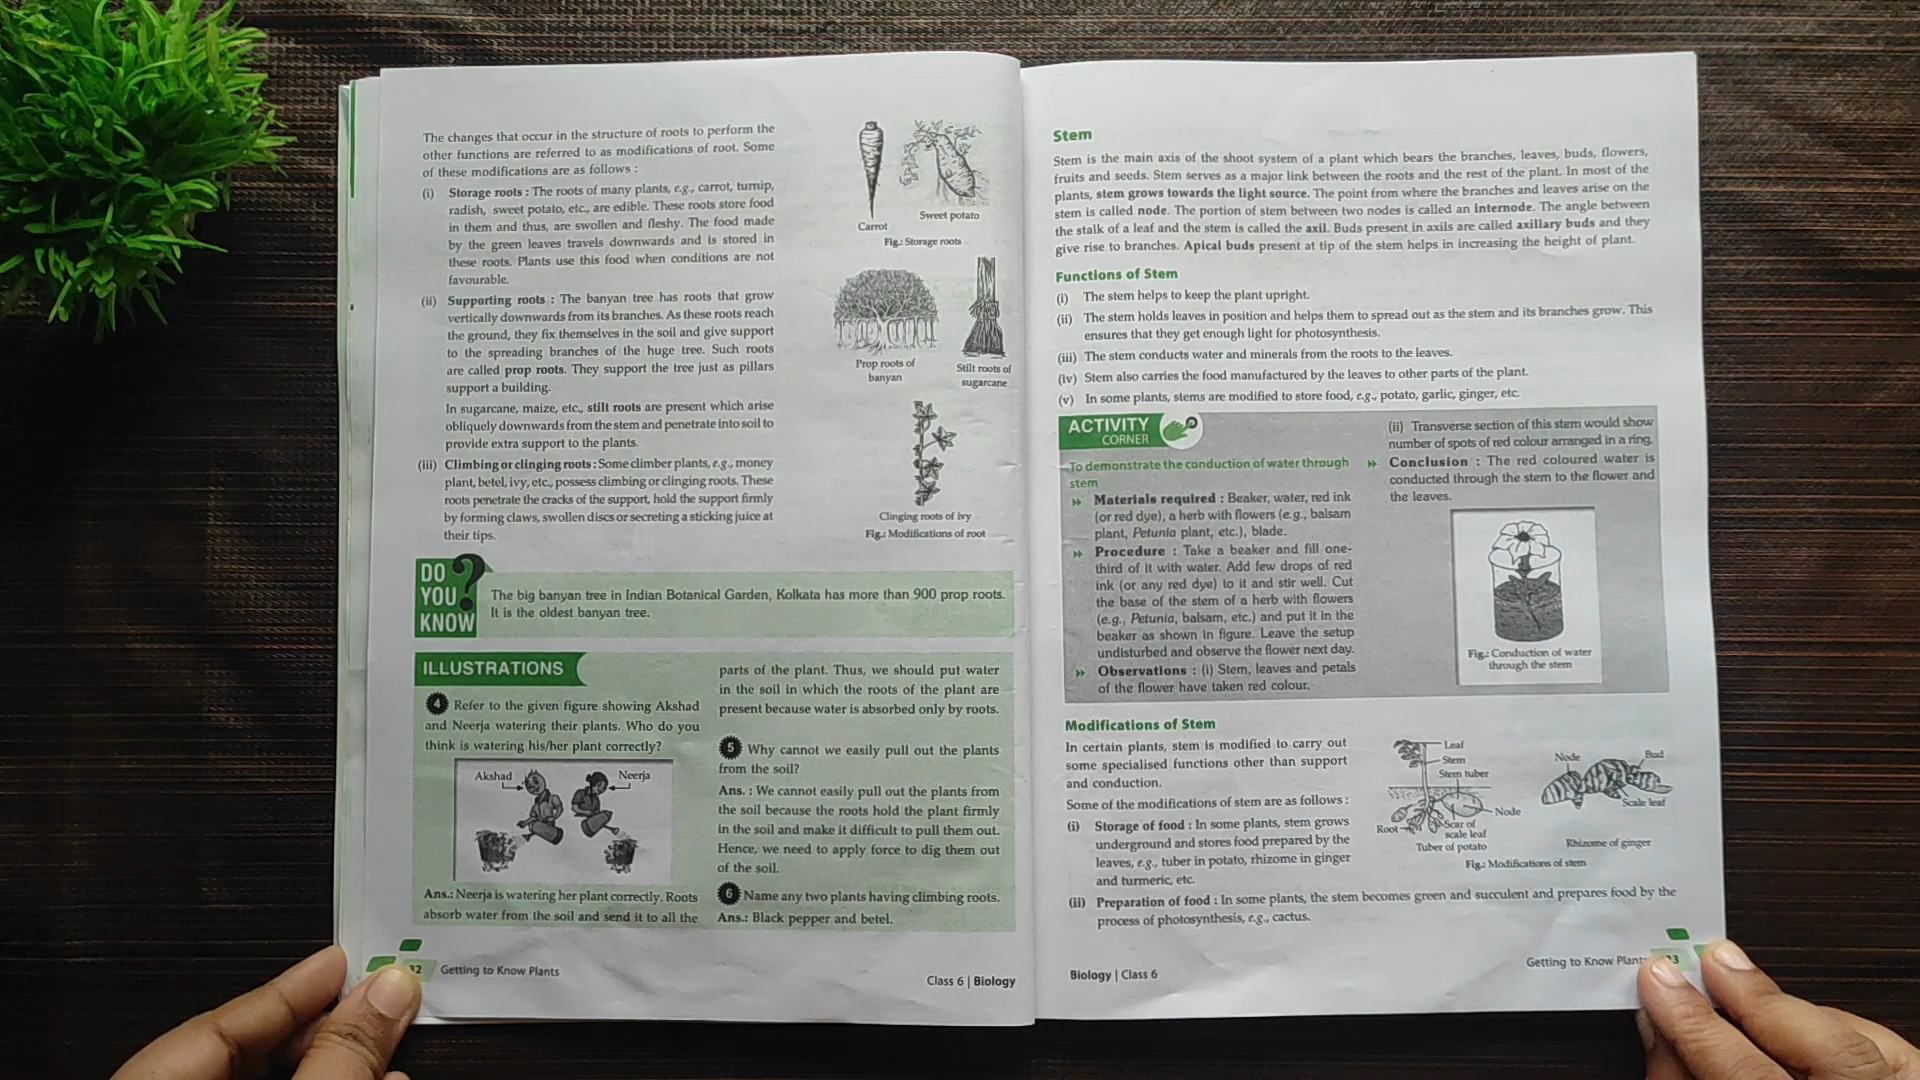 The changes that occur in the structure of roots to perform the
other functions are referred to as modifications of root. Some
of these modifications are as follows :
(i) Storage roots : The roots of many plants, e.g., carrot, turnip,
radish, sweet potato, etc., are edible. These roots store food
in them and thus, are swollen and fleshy. The food made
by the green leaves travels downwards and is stored in
these roots. Plants use this food when conditions are not
favourable.
(ii) Supporting roots : The banyan tree has roots that grow
vertically downwards from its branches. As these roots reach
the ground, they fix themselves in the soil and give support
to the spreading branches of the huge tree. Such roots
are called prop roots. They support the tree just as pillars
support a building.
In sugarcane, maize, etc., stilt roots are present which arise
obliquely downwards from the stem and penetrate into soil to
provide extra support to the plants.
(iii) Climbing or clinging roots : Some climber plants, e.g., money
plant, betel, ivy, etc., possess climbing or clinging roots. These
roots penetrate the cracks of the support, hold the support firmly
by forming claws, swollen discs or secreting a sticking juice at
their tips.
Carrot
Sweet potato
Fig.: Storage roots
Prop roots of
banyan
Stilt roots of
sugarcane
Clinging roots of ivy
Fig.: Modifications of root
DO
YOU
KNOW
?
The big banyan tree in Indian Botanical Garden, Kolkata has more than 900 prop roots.
It is the oldest banyan tree.
ILLUSTRATIONS
4 Refer to the given figure showing Akshad
and Neerja watering their plants. Who do you
think is watering his/her plant correctly?
Akshad
Neerja
Ans.: Neerja is watering her plant correctly. Roots
absorb water from the soil and send it to all the
parts of the plant. Thus, we should put water
in the soil in which the roots of the plant are
present because water is absorbed only by roots.
5 Why cannot we easily pull out the plants
from the soil?
Ans. : We cannot easily pull out the plants from
the soil because the roots hold the plant firmly
in the soil and make it difficult to pull them out.
Hence, we need to apply force to dig them out
of the soil.
6 Name any two plants having climbing roots.
Ans.: Black pepper and betel.
Getting to Know Plants
Class 6 | Biology
Stem
Stem is the main axis of the shoot system of a plant which bears the branches, leaves, buds, flowers,
fruits and seeds. Stem serves as a major link between the roots and the rest of the plant. In most of the
plants, stem grows towards the light source. The point from where the branches and leaves arise on the
stem is called node. The portion of stem between two nodes is called an internode. The angle between
the stalk of a leaf and the stem is called the axil. Buds present in axils are called axillary buds and they
give rise to branches. Apical buds present at tip of the stem helps in increasing the height of plant.
Functions of Stem
(i) The stem helps to keep the plant upright.
(ii) The stem holds leaves in position and helps them to spread out as the stem and its branches grow. This
ensures that they get enough light for photosynthesis.
(iii) The stem conducts water and minerals from the roots to the leaves.
(iv) Stem also carries the food manufactured by the leaves to other parts of the plant.
(v) In some plants, stems are modified to store food, e.g., potato, garlic, ginger, etc.
ACTIVITY
CORNER
To demonstrate the conduction of water through
stem
Materials required : Beaker, water, red ink
(or red dye), a herb with flowers (e.g., balsam
plant, Petunia plant, etc.), blade.
Procedure : Take a beaker and fill one-
third of it with water. Add few drops of red
ink (or any red dye) to it and stir well. Cut
the base of the stem of a herb with flowers
(e.g., Petunia, balsam, etc.) and put it in the
beaker as shown in figure. Leave the setup
undisturbed and observe the flower next day.
Observations : (i) Stem, leaves and petals
of the flower have taken red colour.
(ii) Transverse section of this stem would show
number of spots of red colour arranged in a ring.
Conclusion : The red coloured water is
conducted through the stem to the flower and
the leaves.
Fig.: Conduction of water
through the stem
Modifications of Stem
In certain plants, stem is modified to carry out
some specialised functions other than support
and conduction.
Some of the modifications of stem are as follows :
(i) Storage of food : In some plants, stem grows
underground and stores food prepared by the
leaves, e.g., tuber in potato, rhizome in ginger
and turmeric, etc.
Leaf
Stem
Stem tuber
Node
Root
Scar of
scale leaf
Tuber of potato
Node
Bud
Scale leaf
Rhizome of ginger
Fig.: Modifications of stem
(ii) Preparation of food : In some plants, the stem becomes green and succulent and prepares food by the
process of photosynthesis, e.g., cactus.
Biology | Class 6
Getting to Know